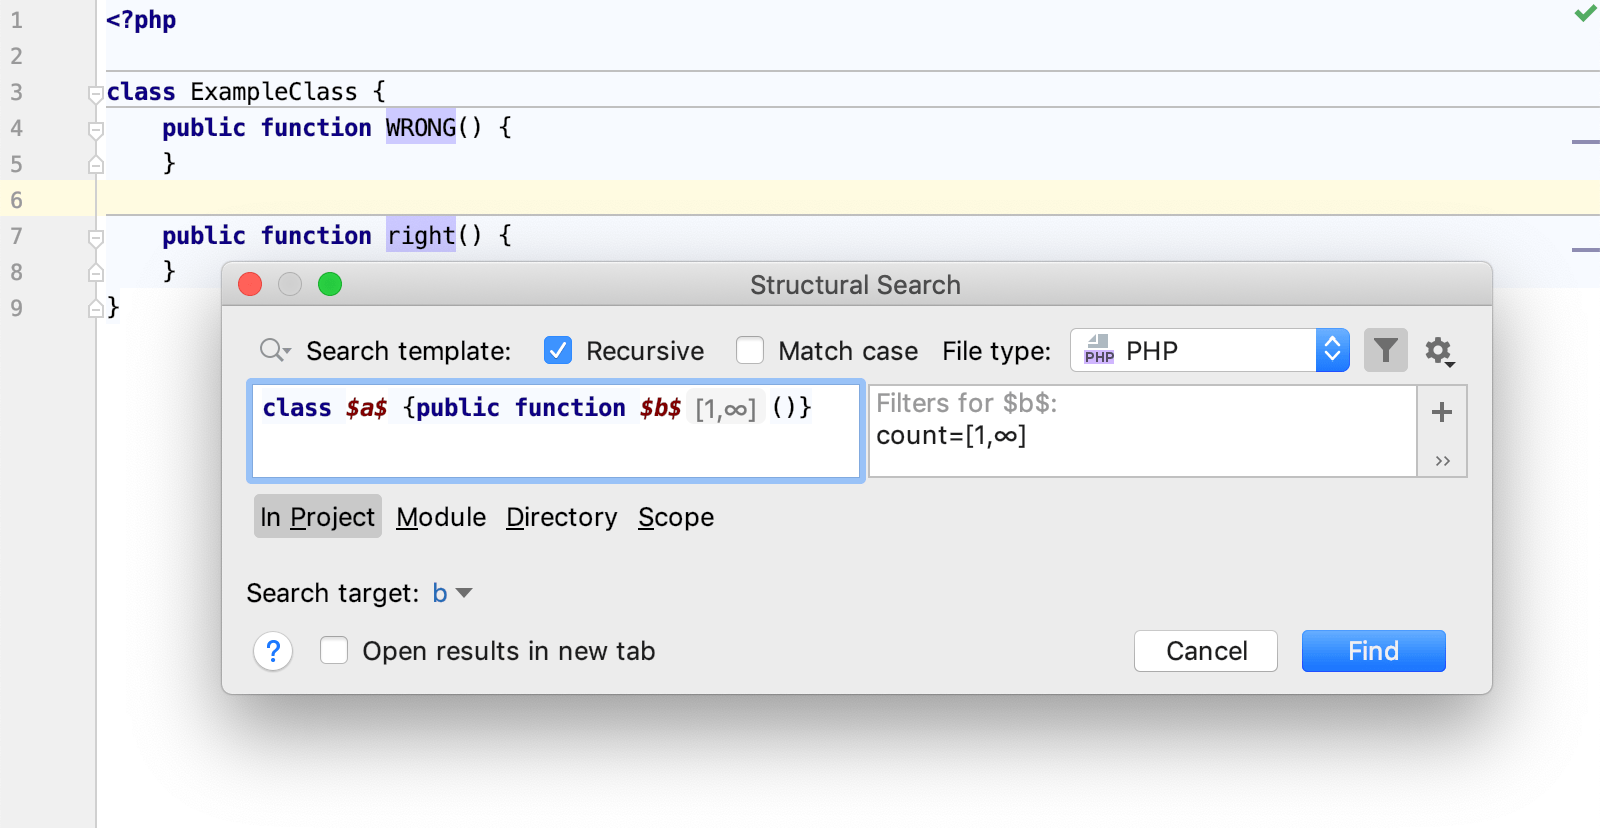 1 <?php
2
3 class ExampleClass {
4 public function WRONG() {
5 }
6
7 public function right() {
8 }
9 }
Structural Search
Search template: Recursive Match case File type: PHP PHP
class $a$ {public function $b$ [1,∞] ()}
Filters for $b$:
count=[1,∞]
In Project Module Directory Scope
Search target: b
? Open results in new tab Cancel Find